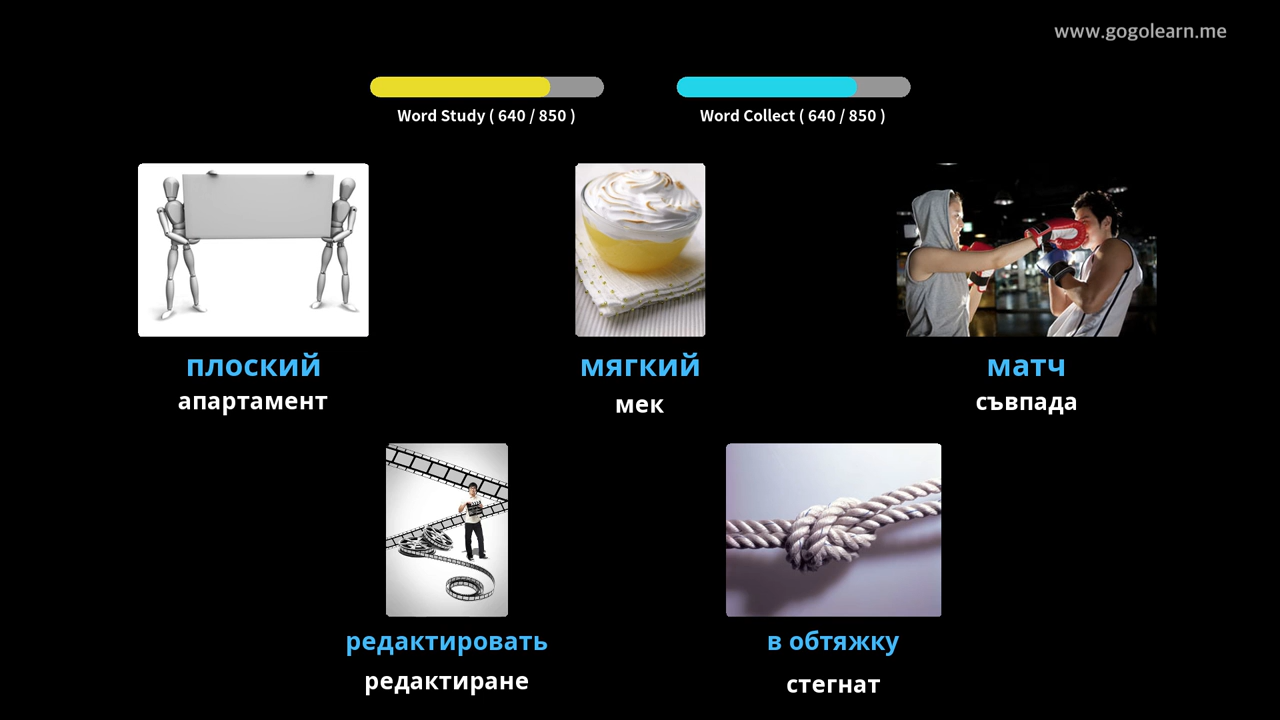 www.gogolearn.me
Word Study ( 640 / 850 )
Word Collect ( 640 / 850 )
плоский
апартамент
мягкий
мек
матч
съвпада
редактировать
редактиране
в обтяжку
стегнат